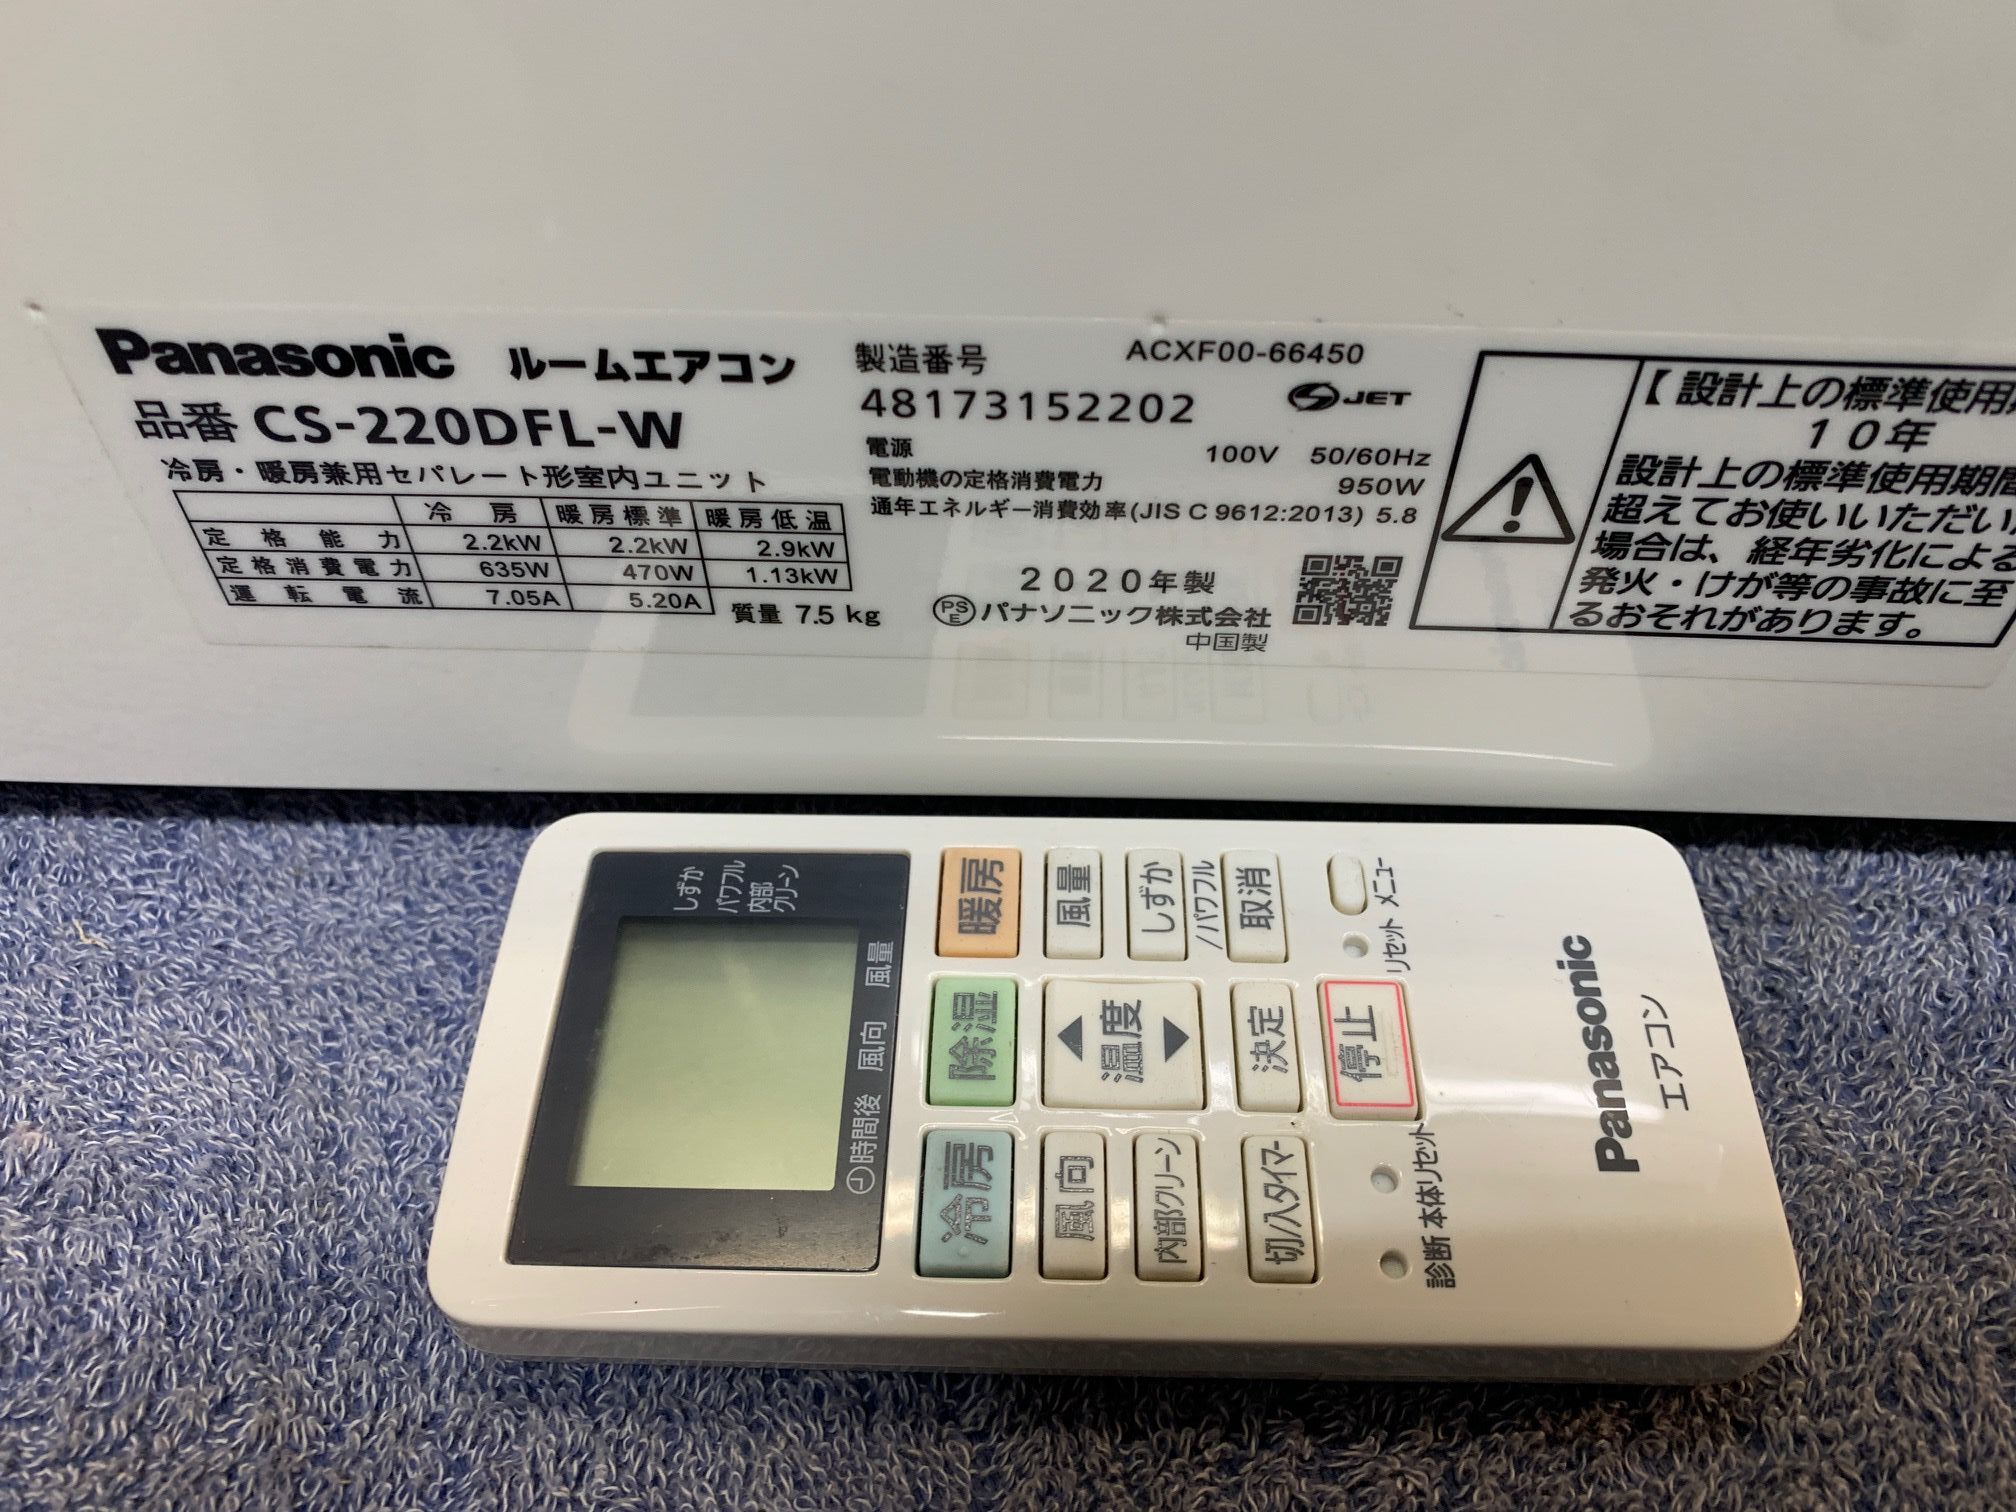 Panasonic ルームエアコン
品番 CS-220DFL-W
冷房・暖房兼用セパレート形室内ユニット
冷房 暖房標準 暖房低温
定格能力 2.2kW 2.2kW 2.9kW
定格消費電力 635W 470W 1.13kW
運転電流 7.05A 5.20A
質量 7.5 kg
製造番号 ACXF00-66450
48173152202
JET
電源 100V 50/60Hz
電動機の定格消費電力 950W
通年エネルギー消費効率(JIS C 9612:2013) 5.8
2020年製
PSE パナソニック株式会社
中国製
【設計上の標準使用
10年
設計上の標準使用期間
超えてお使いいただい
場合は、経年劣化による
発火・けが等の事故に至
るおそれがあります。
しずか
パワフル
内部
クリーン
時間後 風向 風量
冷房 除湿 暖房
風向 風量
温度
内部クリーン しずか
/パワフル
切/入タイマー 決定 取消
停止
メニュー
リセット
診断 本体リセット
Panasonic
エアコン